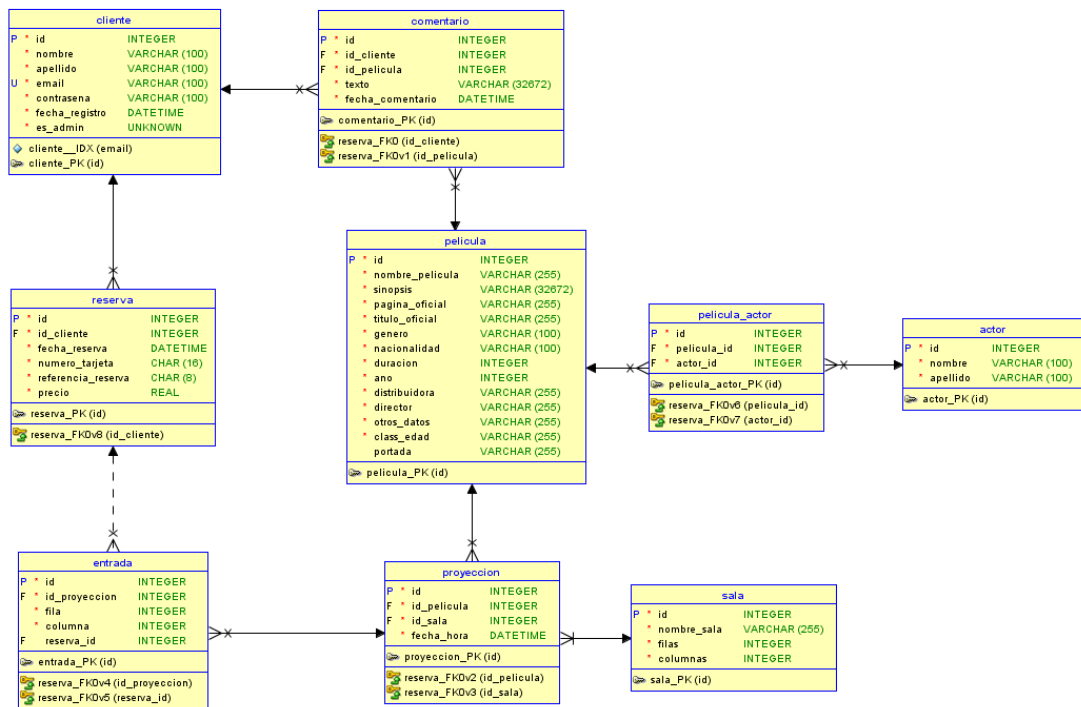 cliente
P * id INTEGER
* nombre VARCHAR (100)
* apellido VARCHAR (100)
U * email VARCHAR (100)
* contrasena VARCHAR (100)
* fecha_registro DATETIME
* es_admin UNKNOWN
cliente__IDX (email)
cliente_PK (id)
comentario
P * id INTEGER
F * id_cliente INTEGER
F * id_pelicula INTEGER
* texto VARCHAR (32672)
* fecha_comentario DATETIME
comentario_PK (id)
reserva_FK0 (id_cliente)
reserva_FK0v1 (id_pelicula)
pelicula
P * id INTEGER
* nombre_pelicula VARCHAR (255)
* sinopsis VARCHAR (32672)
* pagina_oficial VARCHAR (255)
* titulo_oficial VARCHAR (255)
* genero VARCHAR (100)
* nacionalidad VARCHAR (100)
* duracion INTEGER
* ano INTEGER
* distribuidora VARCHAR (255)
* director VARCHAR (255)
* otros_datos VARCHAR (255)
* class_edad VARCHAR (255)
portada VARCHAR (255)
pelicula_PK (id)
reserva
P * id INTEGER
F * id_cliente INTEGER
* fecha_reserva DATETIME
* numero_tarjeta CHAR (16)
* referencia_reserva CHAR (8)
* precio REAL
reserva_PK (id)
reserva_FK0v8 (id_cliente)
pelicula_actor
P * id INTEGER
F * pelicula_id INTEGER
F * actor_id INTEGER
pelicula_actor_PK (id)
reserva_FK0v6 (pelicula_id)
reserva_FK0v7 (actor_id)
actor
P * id INTEGER
* nombre VARCHAR (100)
* apellido VARCHAR (100)
actor_PK (id)
entrada
P * id INTEGER
F * id_proyeccion INTEGER
* fila INTEGER
* columna INTEGER
F reserva_id INTEGER
entrada_PK (id)
reserva_FK0v4 (id_proyeccion)
reserva_FK0v5 (reserva_id)
proyeccion
P * id INTEGER
F * id_pelicula INTEGER
F * id_sala INTEGER
* fecha_hora DATETIME
proyeccion_PK (id)
reserva_FK0v2 (id_pelicula)
reserva_FK0v3 (id_sala)
sala
P * id INTEGER
* nombre_sala VARCHAR (255)
* filas INTEGER
* columnas INTEGER
sala_PK (id)